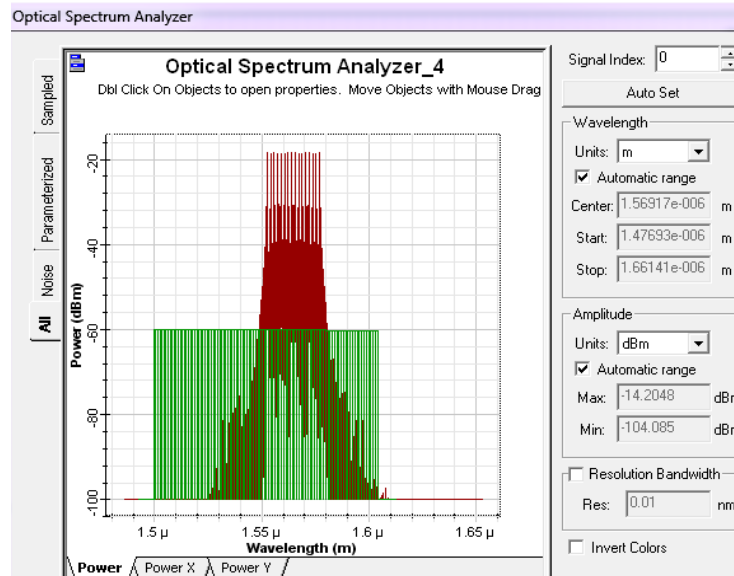 Optical Spectrum Analyzer
Optical Spectrum Analyzer_4
Dbl Click On Objects to open properties. Move Objects with Mouse Drag
Sampled
Parameterized
Noise
All
Power (dBm)
-20
-40
-60
-80
-100
1.5 µ
1.55 µ
1.6 µ
1.65 µ
Wavelength (m)
Power
Power X
Power Y
Signal Index: 0
Auto Set
Wavelength
Units: m
Automatic range
Center: 1.56917e-006 m
Start: 1.47693e-006 m
Stop: 1.66141e-006 m
Amplitude
Units: dBm
Automatic range
Max: -14.2048 dBm
Min: -104.085 dBm
Resolution Bandwidth
Res: 0.01 nm
Invert Colors